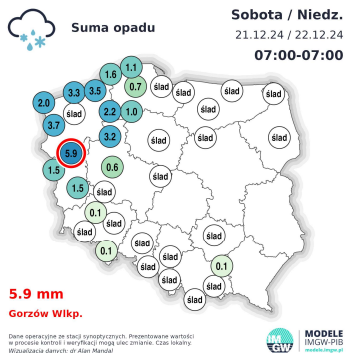 Suma opadu
Sobota / Niedz.
21.12.24 / 22.12.24
07:00-07:00
1.6
1.1
3.3
3.5
0.7
ślad
ślad
ślad
ślad
2.0
ślad
2.2
1.0
ślad
3.7
3.2
ślad
ślad
5.9
1.5
0.6
1.5
ślad
ślad
0.1
ślad
ślad
ślad
ślad
0.1
ślad
ślad
ślad
0.1
ślad
ślad
ślad
5.9 mm
Gorzów Wlkp.
Dane operacyjne ze stacji synoptycznych. Prezentowane wartości
w procesie kontroli i weryfikacji mogą ulec zmianie. Czas lokalny.
Wizualizacja danych: dr Alan Mandal
IM
GW
MODELE
IMGW-PIB
modele.imgw.pl